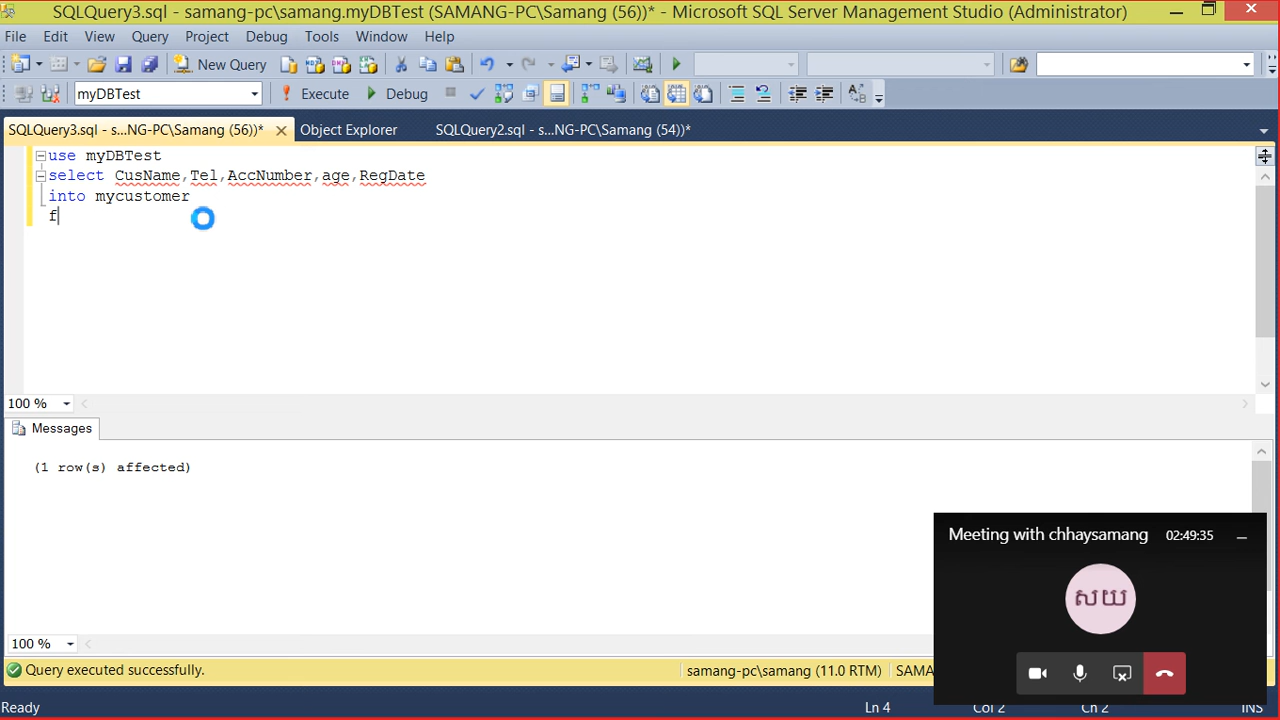 SQLQuery3.sql - samang-pc\samang.myDBTest (SAMANG-PC\Samang (56))* - Microsoft SQL Server Management Studio (Administrator)
File Edit View Query Project Debug Tools Window Help
New Query
myDBTest Execute Debug
SQLQuery3.sql - s...NG-PC\Samang (56))* Object Explorer SQLQuery2.sql - s...NG-PC\Samang (54))*
use myDBTest
select CusName,Tel,AccNumber,age,RegDate
into mycustomer
f
100 %
Messages
(1 row(s) affected)
Meeting with chhaysamang 02:49:35
សយ
100 %
Query executed successfully. samang-pc\samang (11.0 RTM) SAMA
Ready Ln 4 Col 2 Ch 2 INS